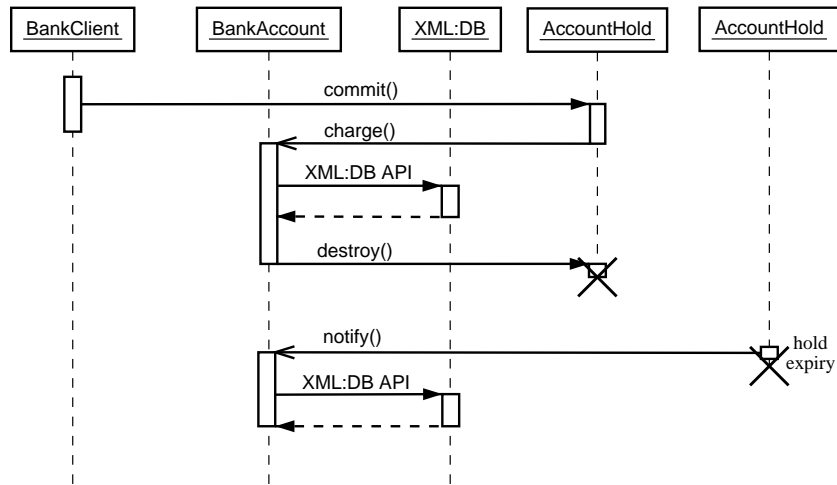 BankClient
BankAccount
XML:DB
AccountHold
AccountHold
commit()
charge()
XML:DB API
destroy()
notify()
hold
expiry
XML:DB API